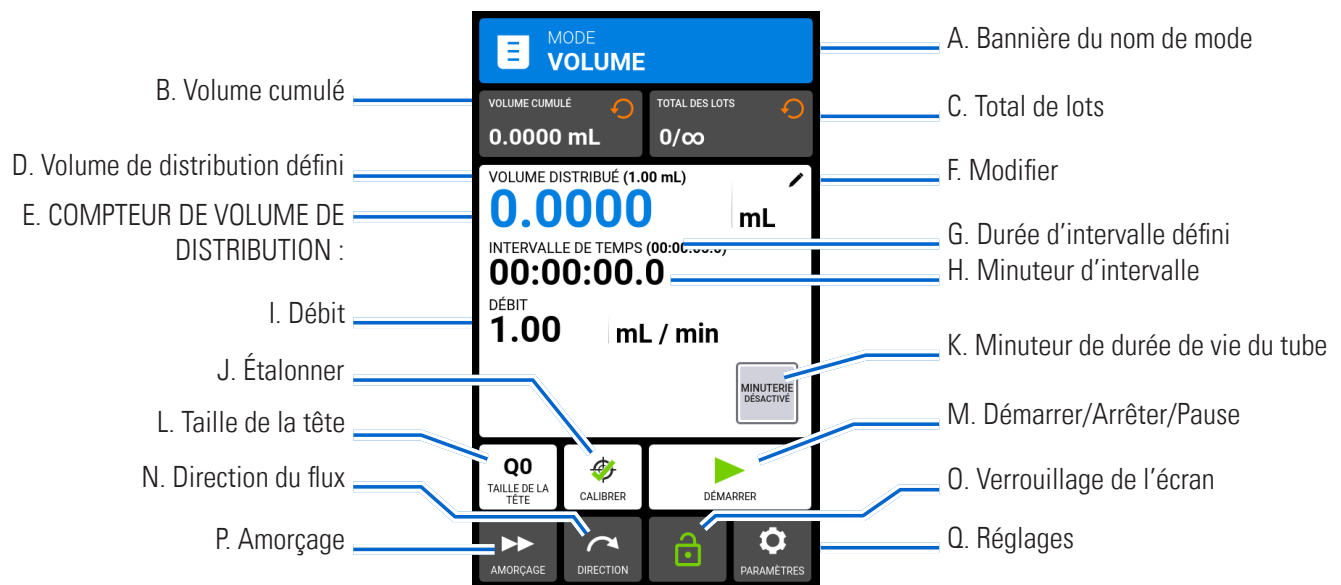 MODE
VOLUME
A. Bannière du nom de mode
B. Volume cumulé
VOLUME CUMULÉ
0.0000 mL
TOTAL DES LOTS
0/∞
C. Total de lots
D. Volume de distribution défini
VOLUME DISTRIBUÉ (1.00 mL)
F. Modifier
E. COMPTEUR DE VOLUME DE
DISTRIBUTION :
0.0000 mL
INTERVALLE DE TEMPS
G. Durée d'intervalle défini
00:00:00.0
H. Minuteur d'intervalle
I. Débit
DÉBIT
1.00 mL / min
J. Étalonner
K. Minuteur de durée de vie du tube
MINUTERIE
DÉSACTIVÉ
L. Taille de la tête
M. Démarrer/Arrêter/Pause
Q0
TAILLE DE LA
TÊTE
CALIBRER
DÉMARRER
N. Direction du flux
O. Verrouillage de l'écran
P. Amorçage
AMORÇAGE
DIRECTION
PARAMÈTRES
Q. Réglages